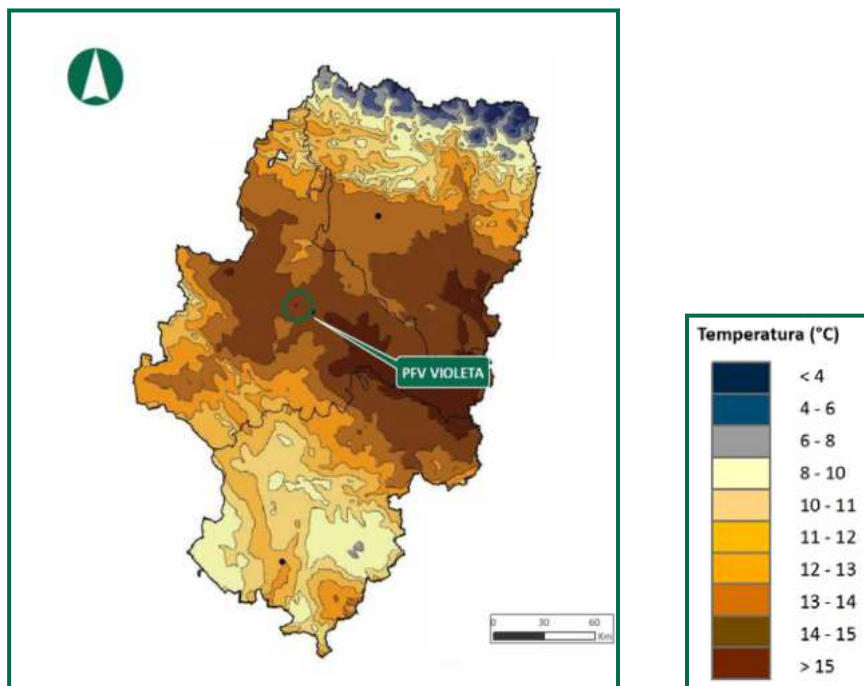 PFV VIOLETA
0 30 60
Km
Temperatura (°C)
< 4
4 - 6
6 - 8
8 - 10
10 - 11
11 - 12
12 - 13
13 - 14
14 - 15
> 15